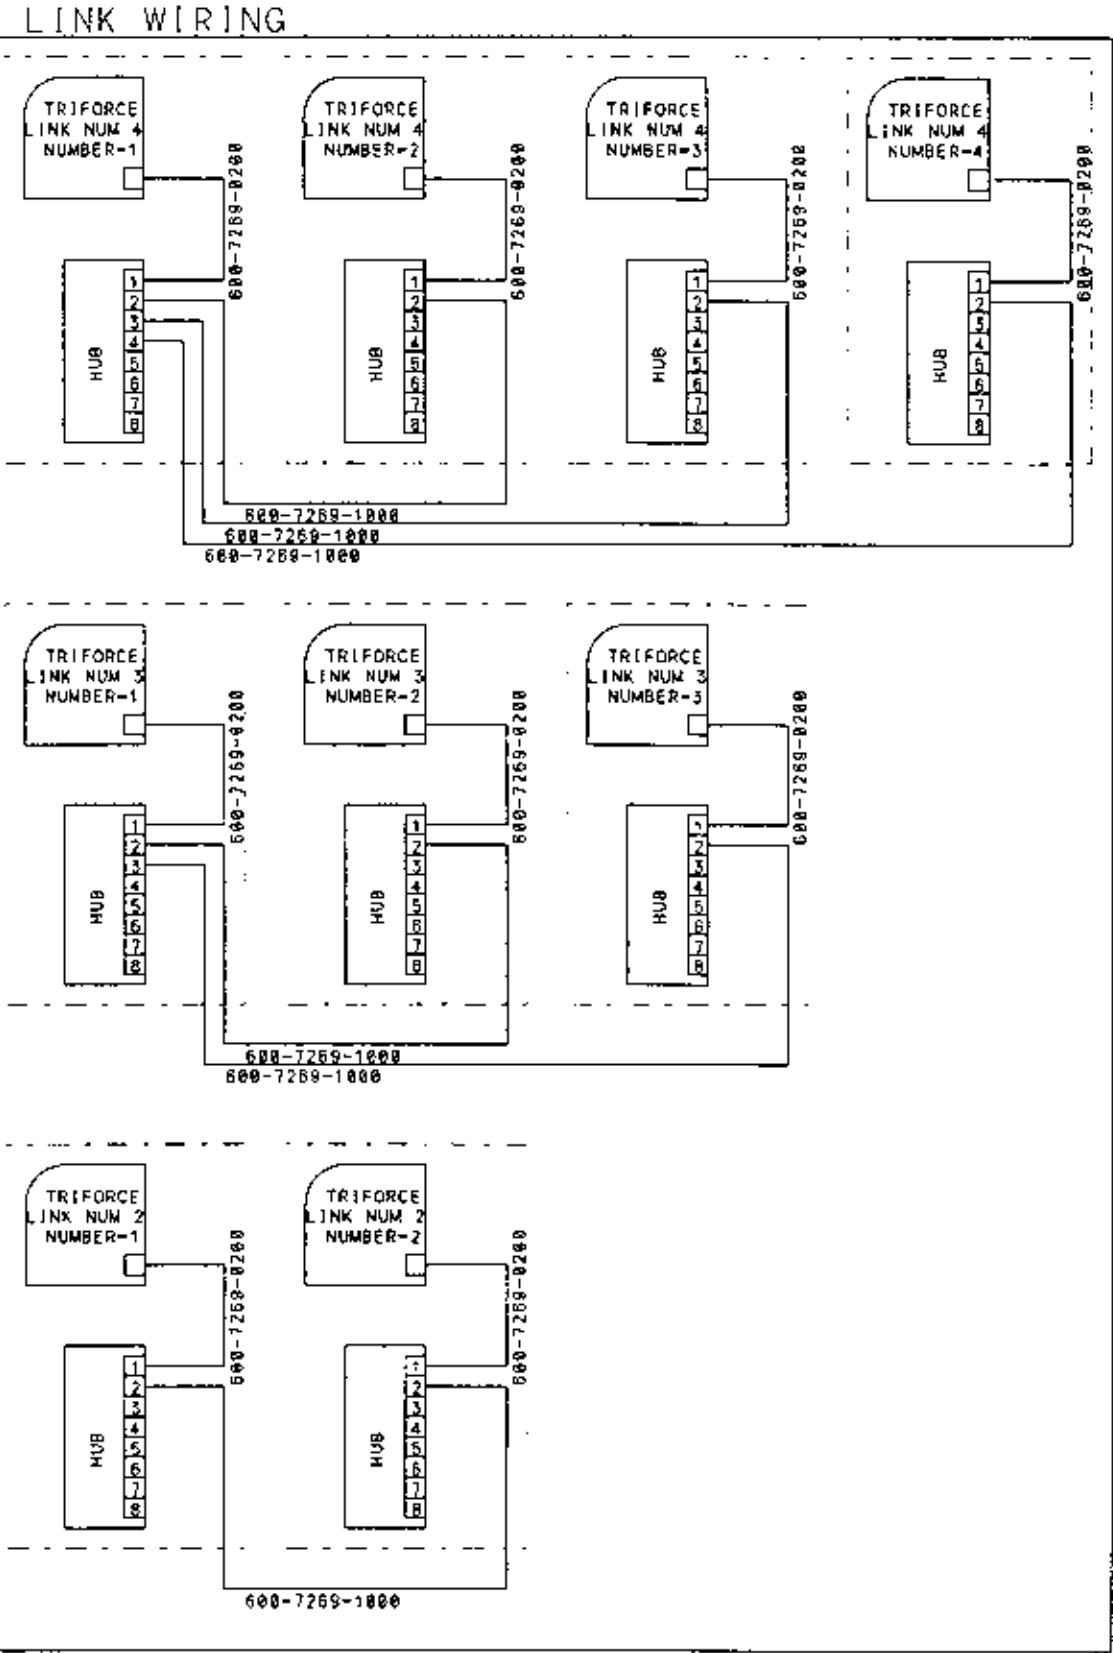 LINK WIRING
TRIFORCE
LINK NUM 4
NUMBER-1
600-7269-0200
HUB
1
2
3
4
5
6
7
8
TRIFORCE
LINK NUM 4
NUMBER-2
600-7269-0200
HUB
1
2
3
4
5
6
7
8
TRIFORCE
LINK NUM 4
NUMBER-3
600-7269-0200
HUB
1
2
3
4
5
6
7
8
TRIFORCE
LINK NUM 4
NUMBER-4
600-7269-0200
HUB
1
2
3
4
5
6
7
8
600-7269-1000
600-7269-1000
600-7269-1000
TRIFORCE
LINK NUM 3
NUMBER-1
600-7269-0200
HUB
1
2
3
4
5
6
7
8
TRIFORCE
LINK NUM 3
NUMBER-2
600-7269-0200
HUB
1
2
3
4
5
6
7
8
TRIFORCE
LINK NUM 3
NUMBER-3
600-7269-0200
HUB
1
2
3
4
5
6
7
8
600-7269-1000
600-7269-1000
TRIFORCE
LINK NUM 2
NUMBER-1
600-7269-0200
HUB
1
2
3
4
5
6
7
8
TRIFORCE
LINK NUM 2
NUMBER-2
600-7269-0200
HUB
1
2
3
4
5
6
7
8
600-7269-1000